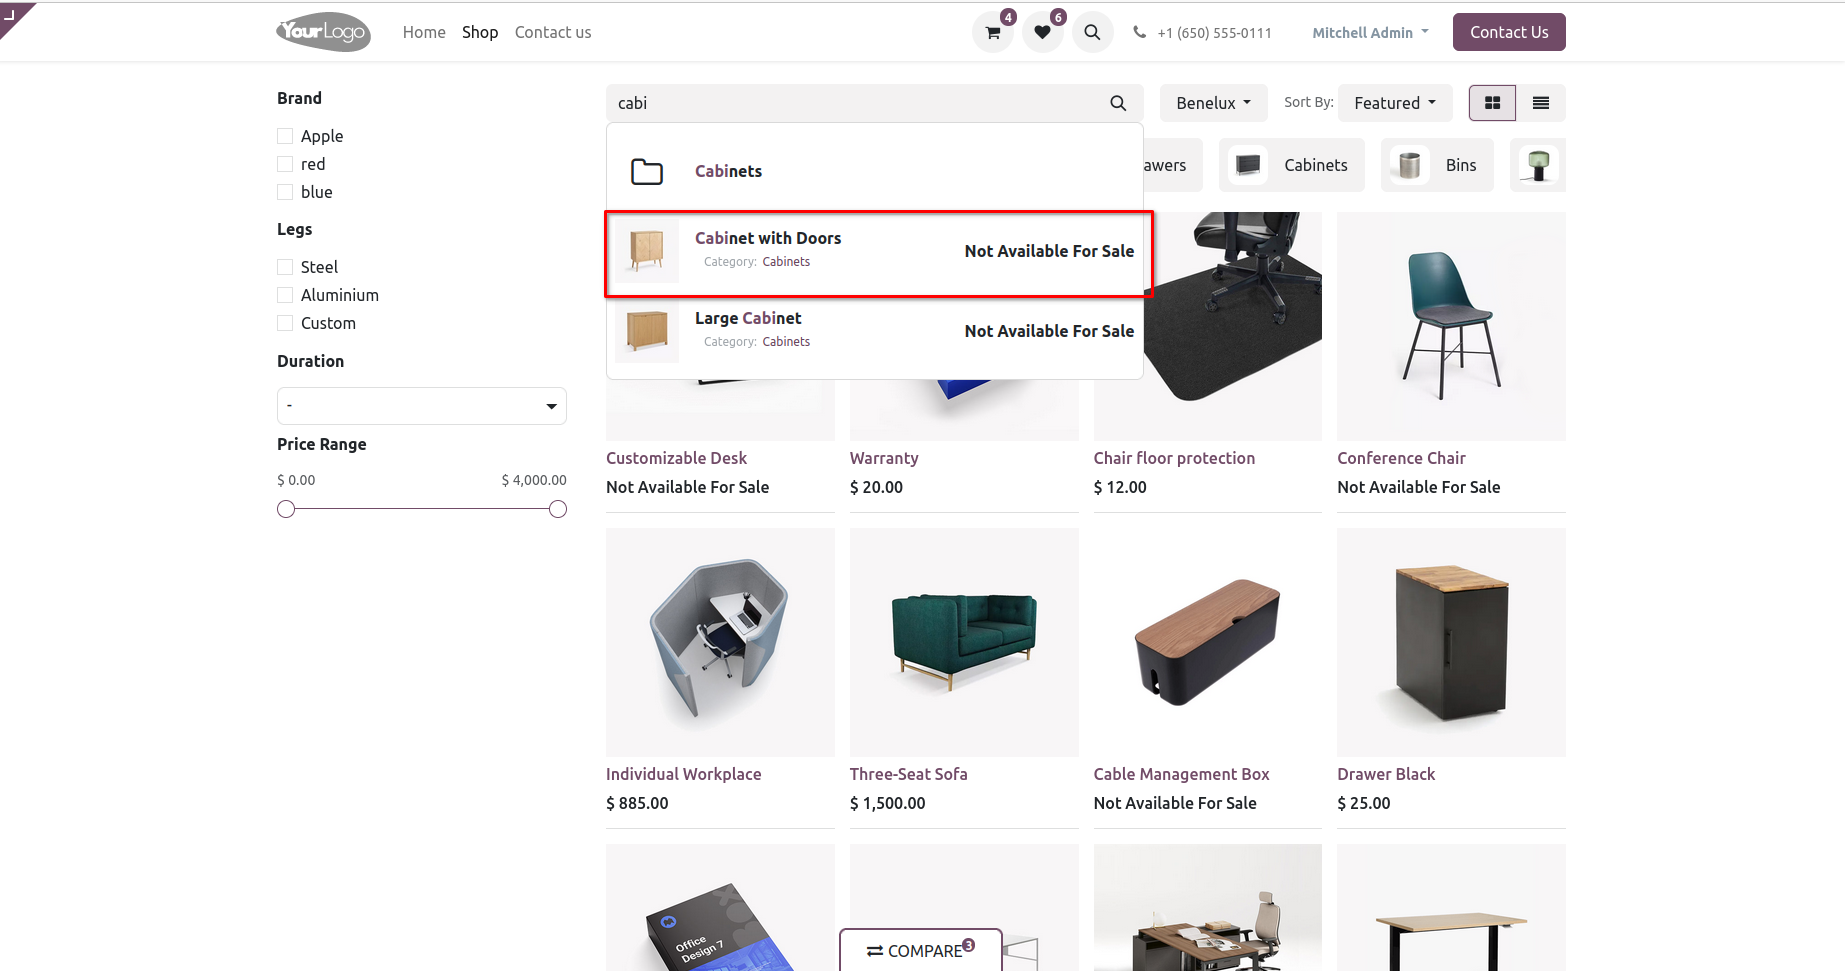 YourLogo
Home
Shop
Contact us
4
6
+1 (650) 555-0111
Mitchell Admin
Contact Us
Brand
Apple
red
blue
Legs
Steel
Aluminium
Custom
Duration
-
Price Range
$ 0.00
$ 4,000.00
cabi
Benelux
Sort By:
Featured
Cabinets
Cabinet with Doors
Category: Cabinets
Not Available For Sale
Large Cabinet
Category: Cabinets
Not Available For Sale
awers
Cabinets
Bins
Customizable Desk
Not Available For Sale
Warranty
$ 20.00
Chair floor protection
$ 12.00
Conference Chair
Not Available For Sale
Individual Workplace
$ 885.00
Three-Seat Sofa
$ 1,500.00
Cable Management Box
Not Available For Sale
Drawer Black
$ 25.00
Office
Design 7
COMPARE
3